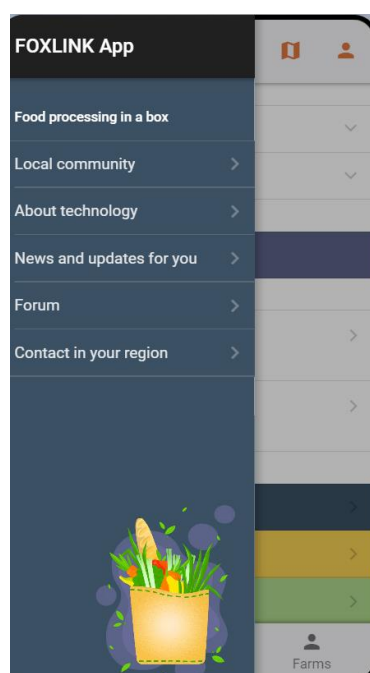 FOXLINK App
Food processing in a box
Local community
About technology
News and updates for you
Forum
Contact in your region
Farms